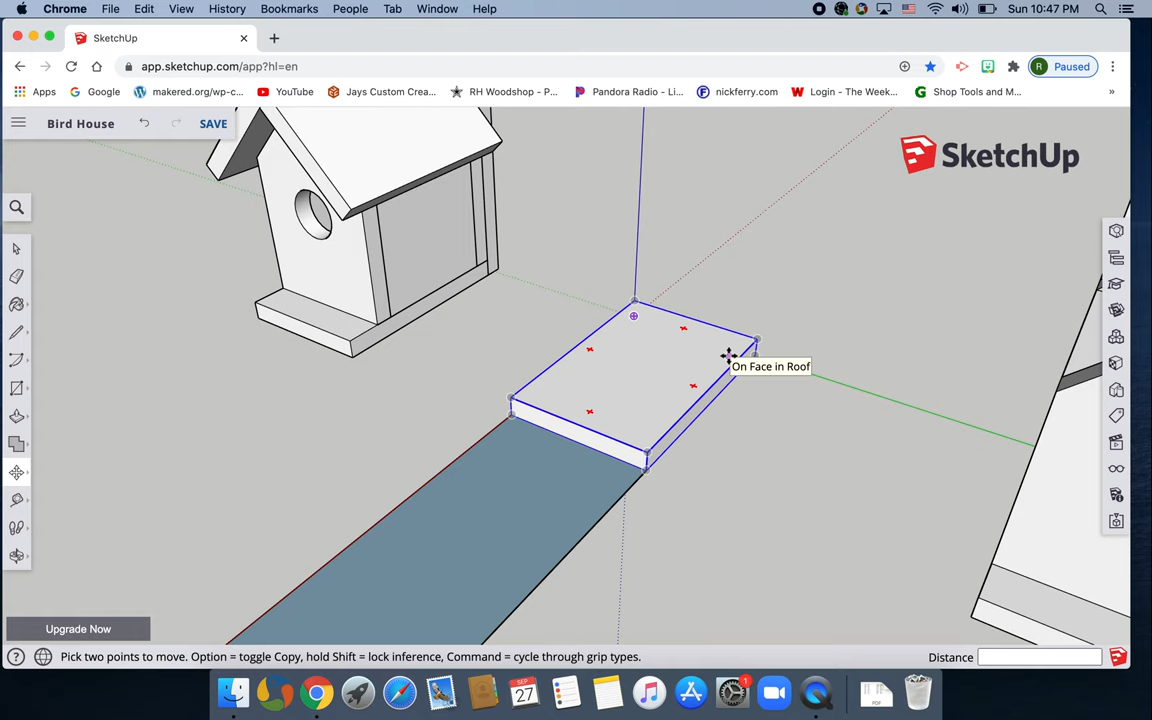 Chrome File Edit View History Bookmarks People Tab Window Help Sun 10:47 PM
SketchUp
app.sketchup.com/app?hl=en R Paused
Apps Google makered.org/wp-c... YouTube Jays Custom Crea... RH Woodshop - P... Pandora Radio - Li... nickferry.com Login - The Week... Shop Tools and M... »
Bird House SAVE
SketchUp
On Face in Roof
Upgrade Now
Pick two points to move. Option = toggle Copy, hold Shift = lock inference, Command = cycle through grip types. Distance
SEP
27
1
PDF